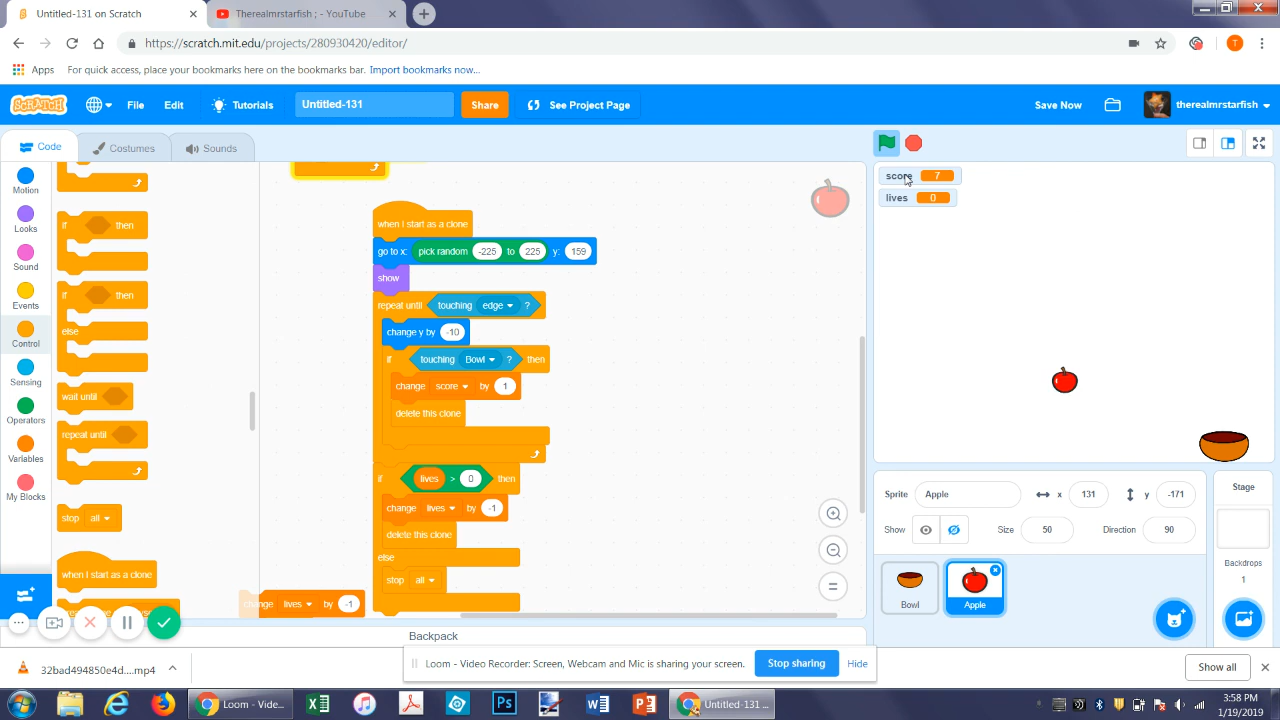 Untitled-131 on Scratch
Therealmrstarfish ; - YouTube
https://scratch.mit.edu/projects/280930420/editor/
T
Apps For quick access, place your bookmarks here on the bookmarks bar. Import bookmarks now...
SCRATCH File Edit Tutorials Untitled-131 Share See Project Page Save Now therealmrstarfish
Code Costumes Sounds
Motion
Looks
Sound
Events
Control
Sensing
Operators
Variables
My Blocks
if then
if then
else
wait until
repeat until
stop all
when I start as a clone
when I start as a clone
go to x: pick random -225 to 225 y: 159
show
repeat until touching edge ?
change y by -10
if touching Bowl ? then
change score by 1
delete this clone
if lives > 0 then
change lives by -1
delete this clone
else
stop all
change lives by -1
score 7
lives 0
Sprite Apple x 131 y -171
Show Size 50 Direction 90
Bowl
Apple
Stage
Backdrops
1
Backpack
Loom - Video Recorder: Screen, Webcam and Mic is sharing your screen. Stop sharing Hide
32bad494850e4d....mp4
Show all
Loom - Vide...
Untitled-131 ...
3:58 PM
1/19/2019